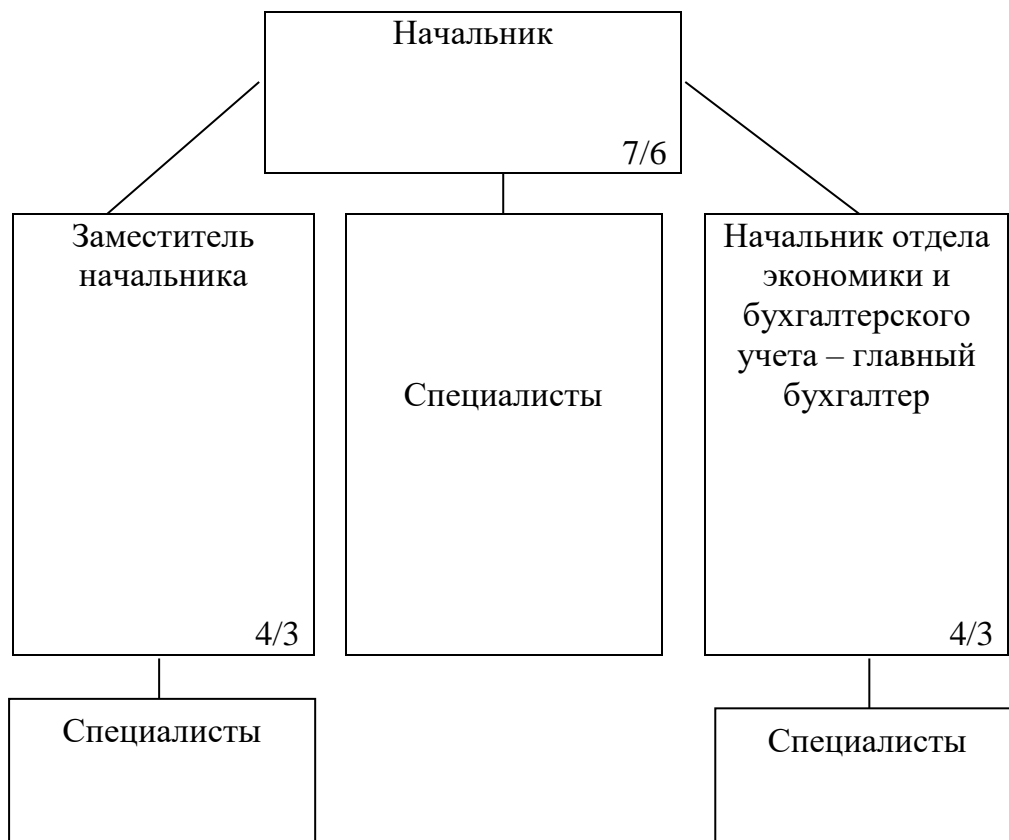 Начальник
7/6
Заместитель
начальника
4/3
Специалисты
Начальник отдела
экономики и
бухгалтерского
учета – главный
бухгалтер
4/3
Специалисты
Специалисты